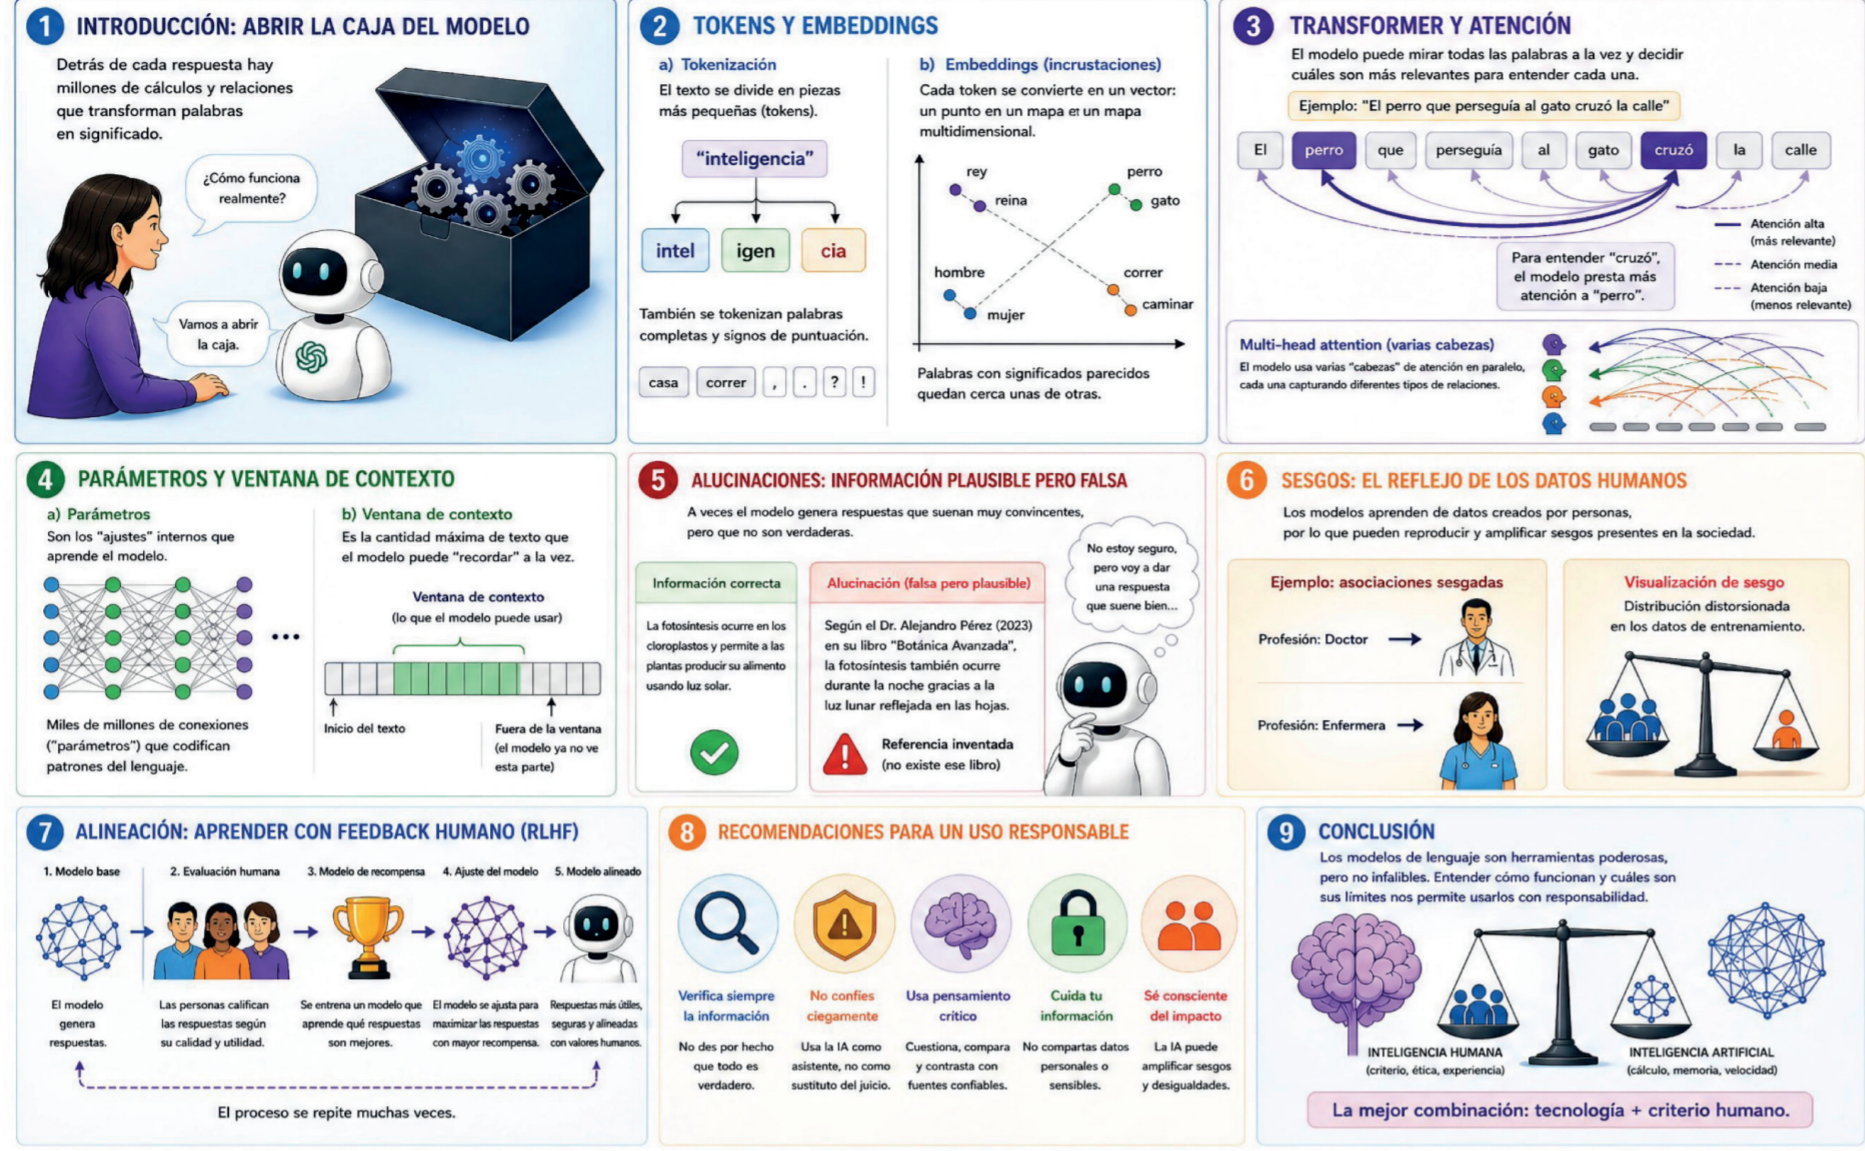 1 INTRODUCCIÓN: ABRIR LA CAJA DEL MODELO
Detrás de cada respuesta hay
millones de cálculos y relaciones
que transforman palabras
en significado.
¿Cómo funciona
realmente?
Vamos a abrir
la caja.
2 TOKENS Y EMBEDDINGS
a) Tokenización
El texto se divide en piezas
más pequeñas (tokens).
"inteligencia"
intel igen cia
También se tokenizan palabras
completas y signos de puntuación.
casa correr , . ? !
b) Embeddings (incrustaciones)
Cada token se convierte en un vector:
un punto en un mapa et un mapa
multidimensional.
rey
reina
perro
gato
hombre
mujer
correr
caminar
Palabras con significados parecidos
quedan cerca unas de otras.
3 TRANSFORMER Y ATENCIÓN
El modelo puede mirar todas las palabras a la vez y decidir
cuáles son más relevantes para entender cada una.
Ejemplo: "El perro que perseguía al gato cruzó la calle"
El perro que perseguía al gato cruzó la calle
Para entender "cruzó",
el modelo presta más
atención a "perro".
Atención alta
(más relevante)
Atención media
Atención baja
(menos relevante)
Multi-head attention (varias cabezas)
El modelo usa varias "cabezas" de atención en paralelo,
cada una capturando diferentes tipos de relaciones.
4 PARÁMETROS Y VENTANA DE CONTEXTO
a) Parámetros
Son los "ajustes" internos que
aprende el modelo.
...
Miles de millones de conexiones
("parámetros") que codifican
patrones del lenguaje.
b) Ventana de contexto
Es la cantidad máxima de texto que
el modelo puede "recordar" a la vez.
Ventana de contexto
(lo que el modelo puede usar)
Inicio del texto
Fuera de la ventana
(el modelo ya no ve
esta parte)
5 ALUCINACIONES: INFORMACIÓN PLAUSIBLE PERO FALSA
A veces el modelo genera respuestas que suenan muy convincentes,
pero que no son verdaderas.
Información correcta
La fotosíntesis ocurre en los
cloroplastos y permite a las
plantas producir su alimento
usando luz solar.
Alucinación (falsa pero plausible)
Según el Dr. Alejandro Pérez (2023)
en su libro "Botánica Avanzada",
la fotosíntesis también ocurre
durante la noche gracias a la
luz lunar reflejada en las hojas.
Referencia inventada
(no existe ese libro)
No estoy seguro,
pero voy a dar
una respuesta
que suene bien...
6 SESGOS: EL REFLEJO DE LOS DATOS HUMANOS
Los modelos aprenden de datos creados por personas,
por lo que pueden reproducir y amplificar sesgos presentes en la sociedad.
Ejemplo: asociaciones sesgadas
Profesión: Doctor
Profesión: Enfermera
Visualización de sesgo
Distribución distorsionada
en los datos de entrenamiento.
7 ALINEACIÓN: APRENDER CON FEEDBACK HUMANO (RLHF)
1. Modelo base
El modelo
genera
respuestas.
2. Evaluación humana
Las personas califican
las respuestas según
su calidad y utilidad.
3. Modelo de recompensa
Se entrena un modelo que
aprende qué respuestas
son mejores.
4. Ajuste del modelo
El modelo se ajusta para
maximizar las respuestas
con mayor recompensa.
5. Modelo alineado
Respuestas más útiles,
seguras y alineadas
con valores humanos.
El proceso se repite muchas veces.
8 RECOMENDACIONES PARA UN USO RESPONSABLE
Verifica siempre
la información
No des por hecho
que todo es
verdadero.
No confíes
ciegamente
Usa la IA como
asistente, no como
sustituto del juicio.
Usa pensamiento
crítico
Cuestiona, compara
y contrasta con
fuentes confiables.
Cuida tu
información
No compartas datos
personales o
sensibles.
Sé consciente
del impacto
La IA puede
amplificar sesgos
y desigualdades.
9 CONCLUSIÓN
Los modelos de lenguaje son herramientas poderosas,
pero no infalibles. Entender cómo funcionan y cuáles son
sus límites nos permite usarlos con responsabilidad.
INTELIGENCIA HUMANA
(criterio, ética, experiencia)
INTELIGENCIA ARTIFICIAL
(cálculo, memoria, velocidad)
La mejor combinación: tecnología + criterio humano.